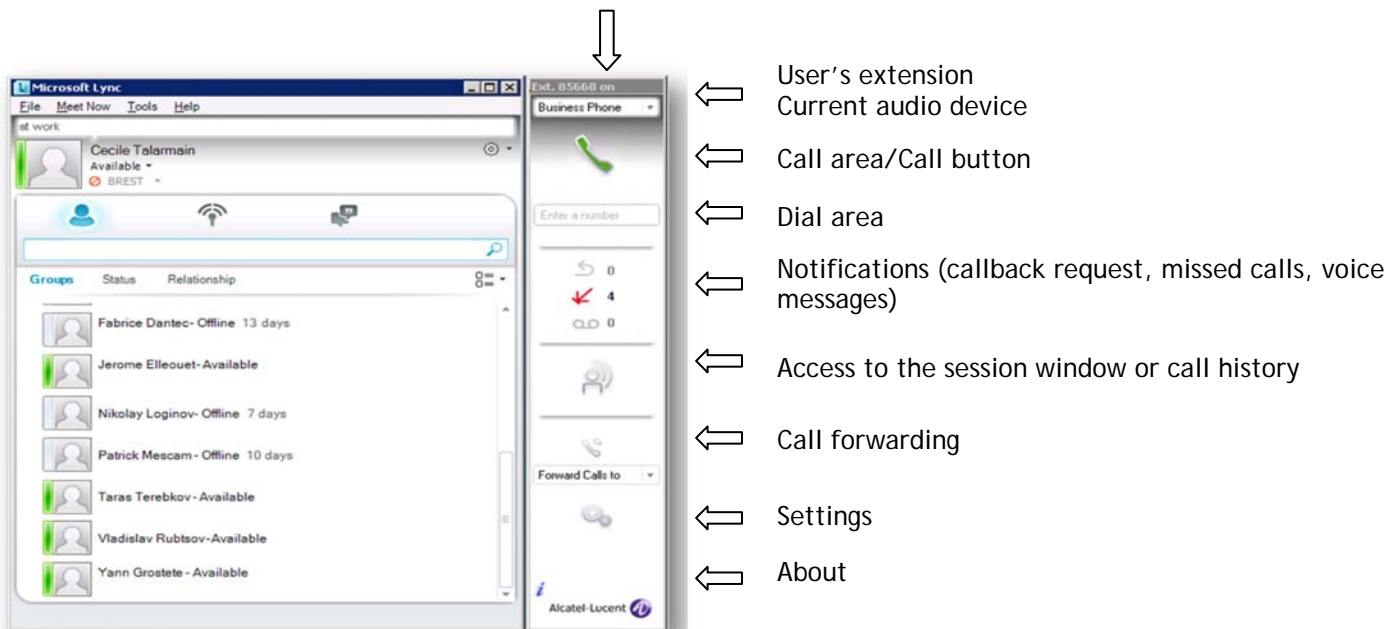 Microsoft Lync
File Meet Now Tools Help
at work
Cecile Talarmain
Available
BREST
Groups Status Relationship
Fabrice Dantec- Offline 13 days
Jerome Elleouet-Available
Nikolay Loginov- Offline 7 days
Patrick Mescam - Offline 10 days
Taras Terebkov - Available
Vladislav Rubtsov-Available
Yann Grostete - Available
Ext. 85668 on
Business Phone
Enter a number
0
4
0
Forward Calls to
i
Alcatel-Lucent
User's extension
Current audio device
Call area/Call button
Dial area
Notifications (callback request, missed calls, voice
messages)
Access to the session window or call history
Call forwarding
Settings
About